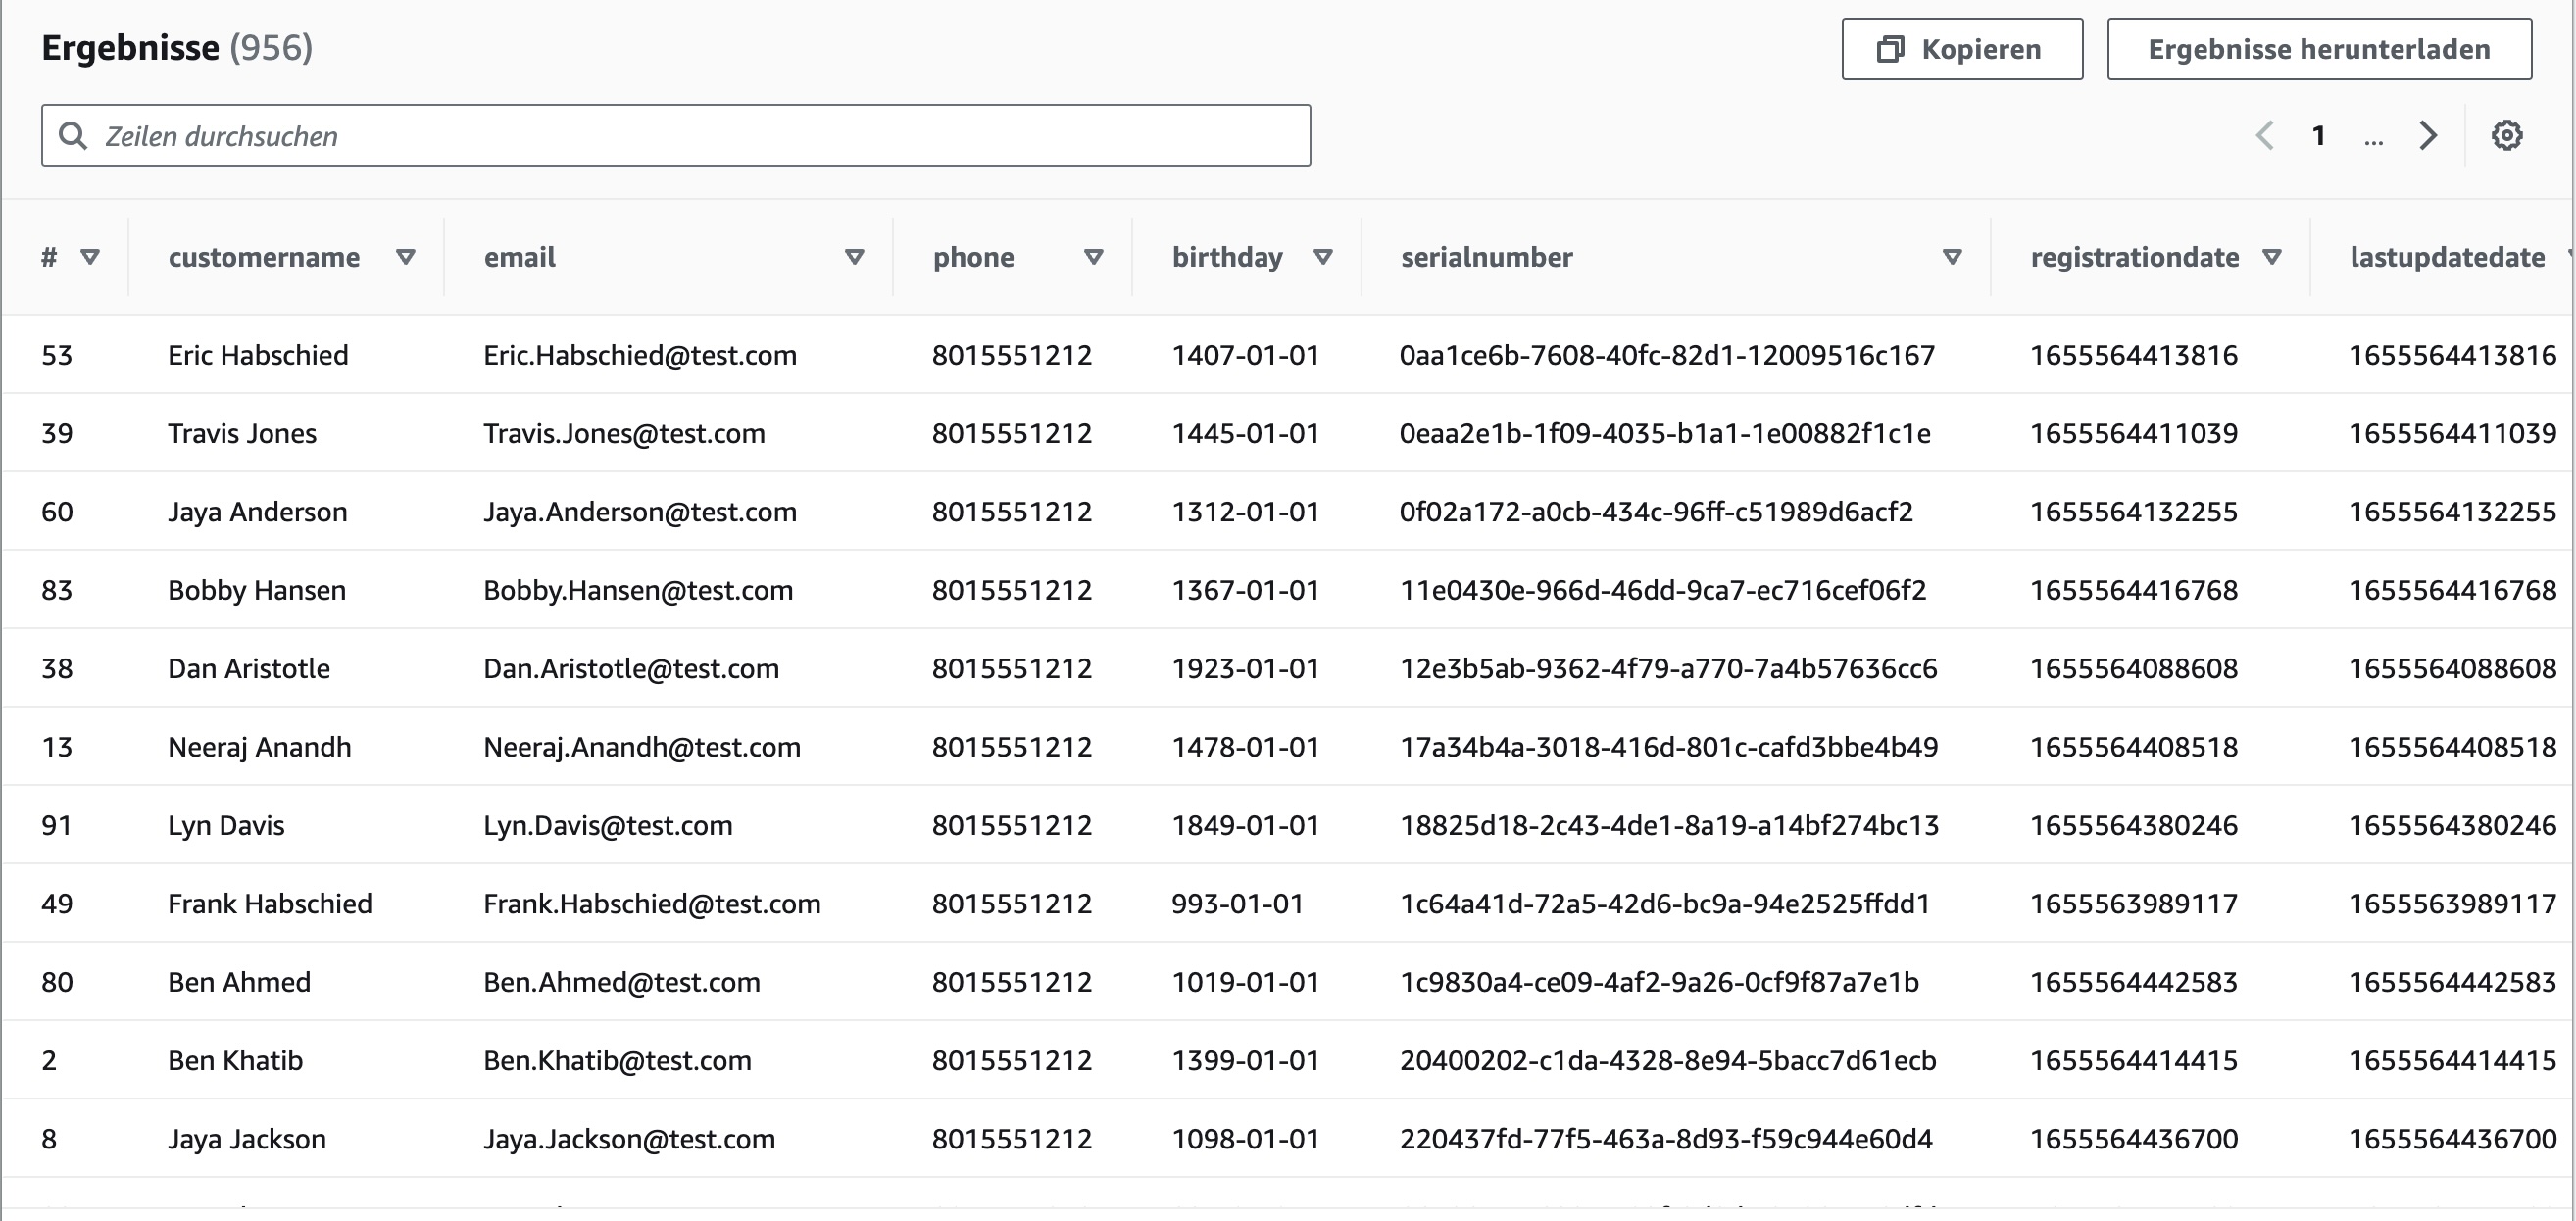 Ergebnisse (956)
Kopieren
Ergebnisse herunterladen
Zeilen durchsuchen
1 ...
# customername email phone birthday serialnumber registrationdate lastupdatedate
53 Eric Habschied Eric.Habschied@test.com 8015551212 1407-01-01 0aa1ce6b-7608-40fc-82d1-12009516c167 1655564413816 1655564413816
39 Travis Jones Travis.Jones@test.com 8015551212 1445-01-01 0eaa2e1b-1f09-4035-b1a1-1e00882f1c1e 1655564411039 1655564411039
60 Jaya Anderson Jaya.Anderson@test.com 8015551212 1312-01-01 0f02a172-a0cb-434c-96ff-c51989d6acf2 1655564132255 1655564132255
83 Bobby Hansen Bobby.Hansen@test.com 8015551212 1367-01-01 11e0430e-966d-46dd-9ca7-ec716cef06f2 1655564416768 1655564416768
38 Dan Aristotle Dan.Aristotle@test.com 8015551212 1923-01-01 12e3b5ab-9362-4f79-a770-7a4b57636cc6 1655564088608 1655564088608
13 Neeraj Anandh Neeraj.Anandh@test.com 8015551212 1478-01-01 17a34b4a-3018-416d-801c-cafd3bbe4b49 1655564408518 1655564408518
91 Lyn Davis Lyn.Davis@test.com 8015551212 1849-01-01 18825d18-2c43-4de1-8a19-a14bf274bc13 1655564380246 1655564380246
49 Frank Habschied Frank.Habschied@test.com 8015551212 993-01-01 1c64a41d-72a5-42d6-bc9a-94e2525ffdd1 1655563989117 1655563989117
80 Ben Ahmed Ben.Ahmed@test.com 8015551212 1019-01-01 1c9830a4-ce09-4af2-9a26-0cf9f87a7e1b 1655564442583 1655564442583
2 Ben Khatib Ben.Khatib@test.com 8015551212 1399-01-01 20400202-c1da-4328-8e94-5bacc7d61ecb 1655564414415 1655564414415
8 Jaya Jackson Jaya.Jackson@test.com 8015551212 1098-01-01 220437fd-77f5-463a-8d93-f59c944e60d4 1655564436700 1655564436700